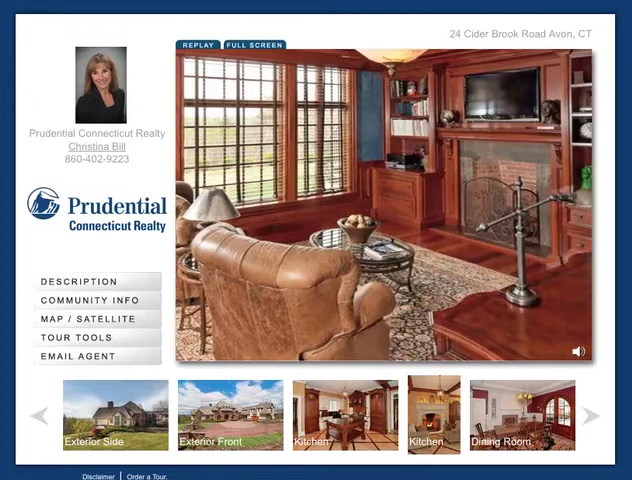 24 Cider Brook Road Avon, CT
REPLAY
FULL SCREEN
Prudential Connecticut Realty
Christina Bill
860-402-9223
Prudential
Connecticut Realty
DESCRIPTION
COMMUNITY INFO
MAP / SATELLITE
TOUR TOOLS
EMAIL AGENT
Exterior Side
Exterior Front
Kitchen
Kitchen
Dining Room
Disclaimer | Order a Tour.